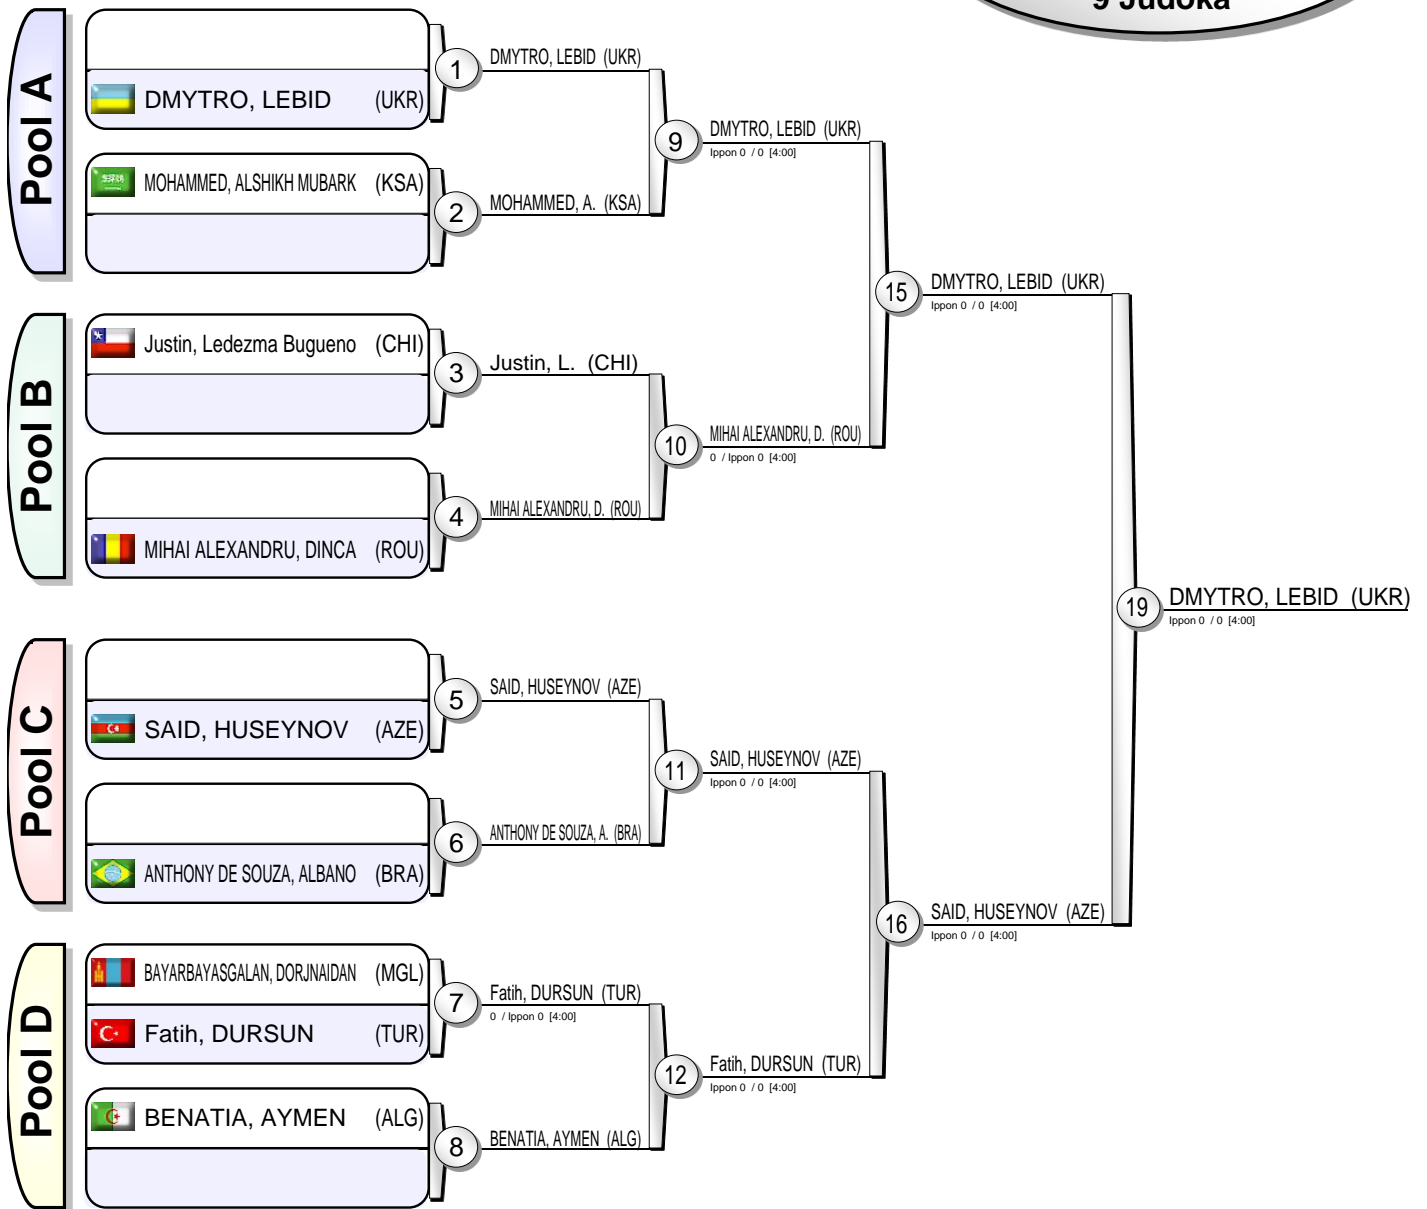 9 Judoka
Pool A
DMYTRO, LEBID (UKR)
MOHAMMED, ALSHIKH MUBARK (KSA)
1
DMYTRO, LEBID (UKR)
2
MOHAMMED, A. (KSA)
9
DMYTRO, LEBID (UKR)
Ippon 0 / 0 [4:00]
Pool B
Justin, Ledezma Bugueno (CHI)
MIHAI ALEXANDRU, DINCA (ROU)
3
Justin, L. (CHI)
4
MIHAI ALEXANDRU, D. (ROU)
10
MIHAI ALEXANDRU, D. (ROU)
0 / Ippon 0 [4:00]
15
DMYTRO, LEBID (UKR)
Ippon 0 / 0 [4:00]
Pool C
SAID, HUSEYNOV (AZE)
ANTHONY DE SOUZA, ALBANO (BRA)
5
SAID, HUSEYNOV (AZE)
6
ANTHONY DE SOUZA, A. (BRA)
11
SAID, HUSEYNOV (AZE)
Ippon 0 / 0 [4:00]
Pool D
BAYARBAYASGALAN, DORJNAIDAN (MGL)
Fatih, DURSUN (TUR)
BENATIA, AYMEN (ALG)
7
Fatih, DURSUN (TUR)
0 / Ippon 0 [4:00]
8
BENATIA, AYMEN (ALG)
12
Fatih, DURSUN (TUR)
Ippon 0 / 0 [4:00]
16
SAID, HUSEYNOV (AZE)
Ippon 0 / 0 [4:00]
19
DMYTRO, LEBID (UKR)
Ippon 0 / 0 [4:00]